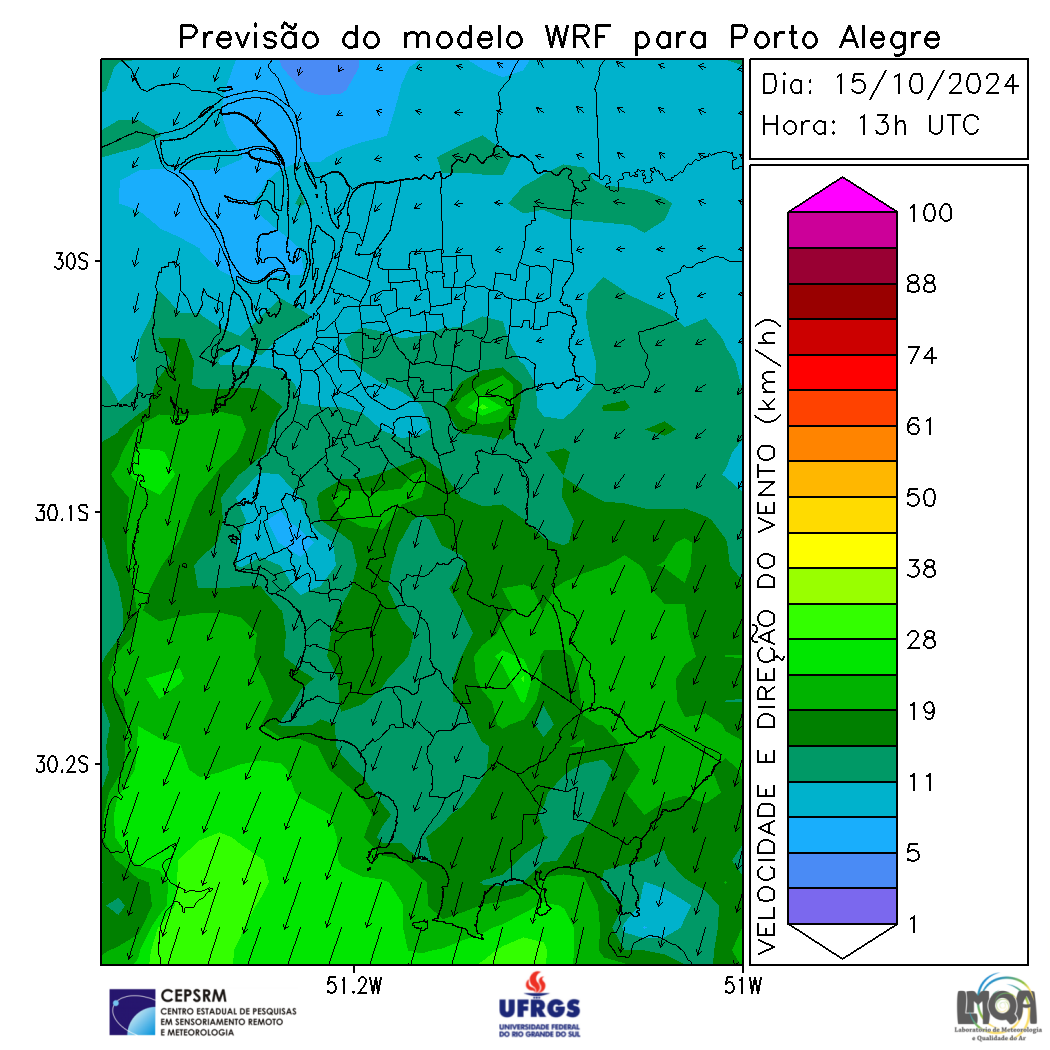 Previsão do modelo WRF para Porto Alegre
Dia: 15/10/2024
Hora: 13h UTC
30S
30.1S
30.2S
51.2W
51W
VELOCIDADE E DIREÇÃO DO VENTO (km/h)
100
88
74
61
50
38
28
19
11
5
1
CEPSRM
CENTRO ESTADUAL DE PESQUISAS
EM SENSORIAMENTO REMOTO
E METEOROLOGIA
UFRGS
UNIVERSIDADE FEDERAL
DO RIO GRANDE DO SUL
LMQA
Laboratório de Meteorologia
e Qualidade do Ar